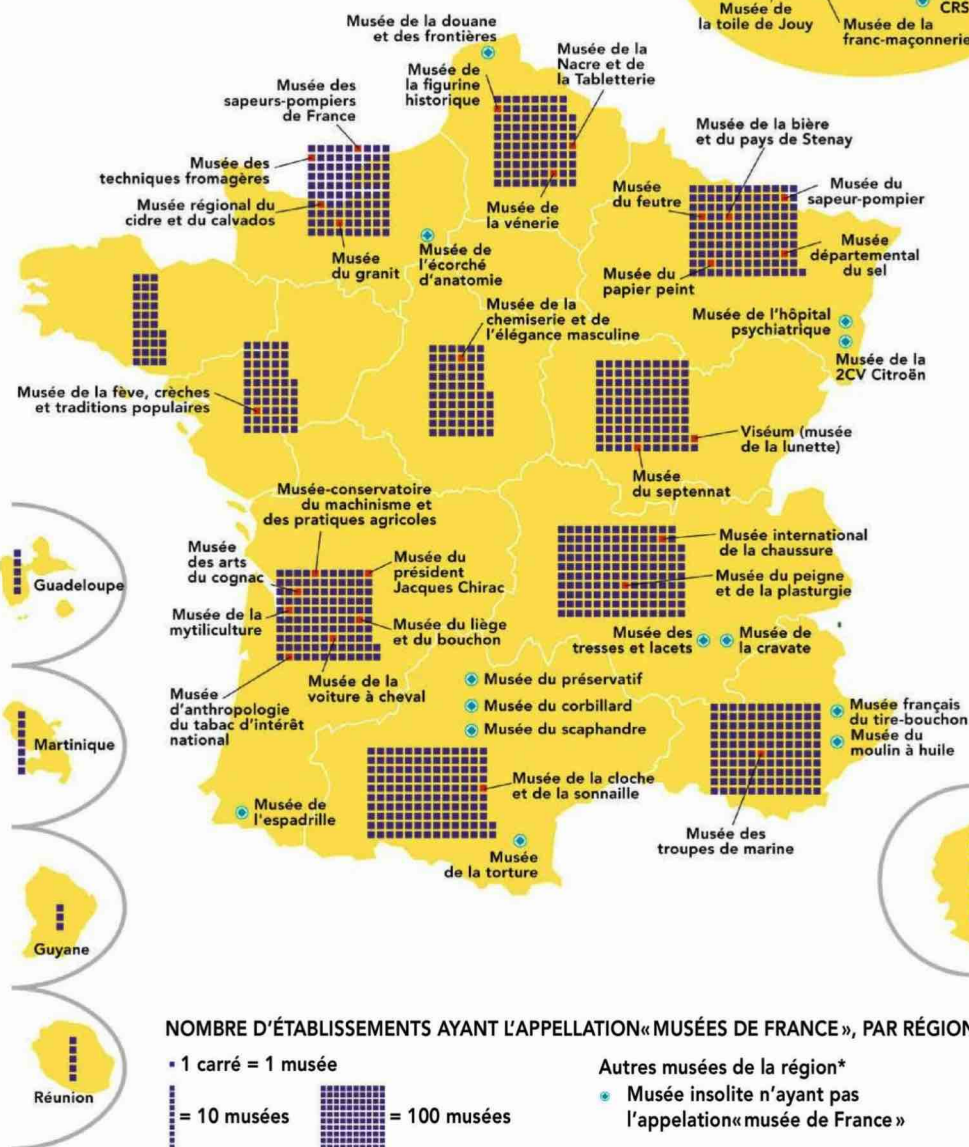 Musée de
la toile de Jouy
CRS
Musée de la
franc-maçonnerie
Musée de la douane
et des frontières
Musée de
la figurine
historique
Musée de la
Nacre et de
la Tabletterie
Musée des
sapeurs-pompiers
de France
Musée des
techniques fromagères
Musée régional du
cidre et du calvados
Musée
du granit
Musée de
l'écorché
d'anatomie
Musée de
la vénerie
Musée de la bière
et du pays de Stenay
Musée
du feutre
Musée du
sapeur-pompier
Musée
départemental
du sel
Musée du
papier peint
Musée de l'hôpital
psychiatrique
Musée de la
2CV Citroën
Musée de la
chemiserie et de
l'élégance masculine
Musée de la fève, crèches
et traditions populaires
Viséum (musée
de la lunette)
Musée
du septennat
Musée-conservatoire
du machinisme et
des pratiques agricoles
Musée
des arts
du cognac
Musée du
président
Jacques Chirac
Musée de la
mytiliculture
Musée du liège
et du bouchon
Musée de la
voiture à cheval
Musée
d'anthropologie
du tabac d'intérêt
national
Musée international
de la chaussure
Musée du peigne
et de la plasturgie
Musée des
tresses et lacets
Musée de
la cravate
Musée du préservatif
Musée du corbillard
Musée du scaphandre
Musée français
du tire-bouchon
Musée du
moulin à huile
Musée de la cloche
et de la sonnaille
Musée de
l'espadrille
Musée
de la torture
Musée des
troupes de marine
Guadeloupe
Martinique
Guyane
Réunion
NOMBRE D'ÉTABLISSEMENTS AYANT L'APPELLATION«MUSÉES DE FRANCE», PAR RÉGION
1 carré = 1 musée
= 10 musées
= 100 musées
Autres musées de la région*
Musée insolite n'ayant pas
l'appelation«musée de France»